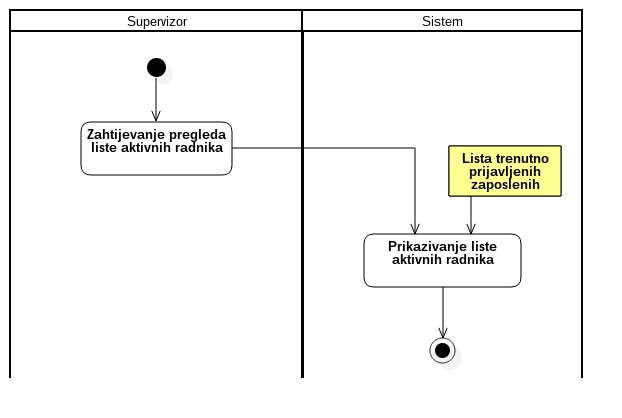 Supervizor
Sistem
Zahtijevanje pregleda
liste aktivnih radnika
Lista trenutno
prijavljenih
zaposlenih
Prikazivanje liste
aktivnih radnika